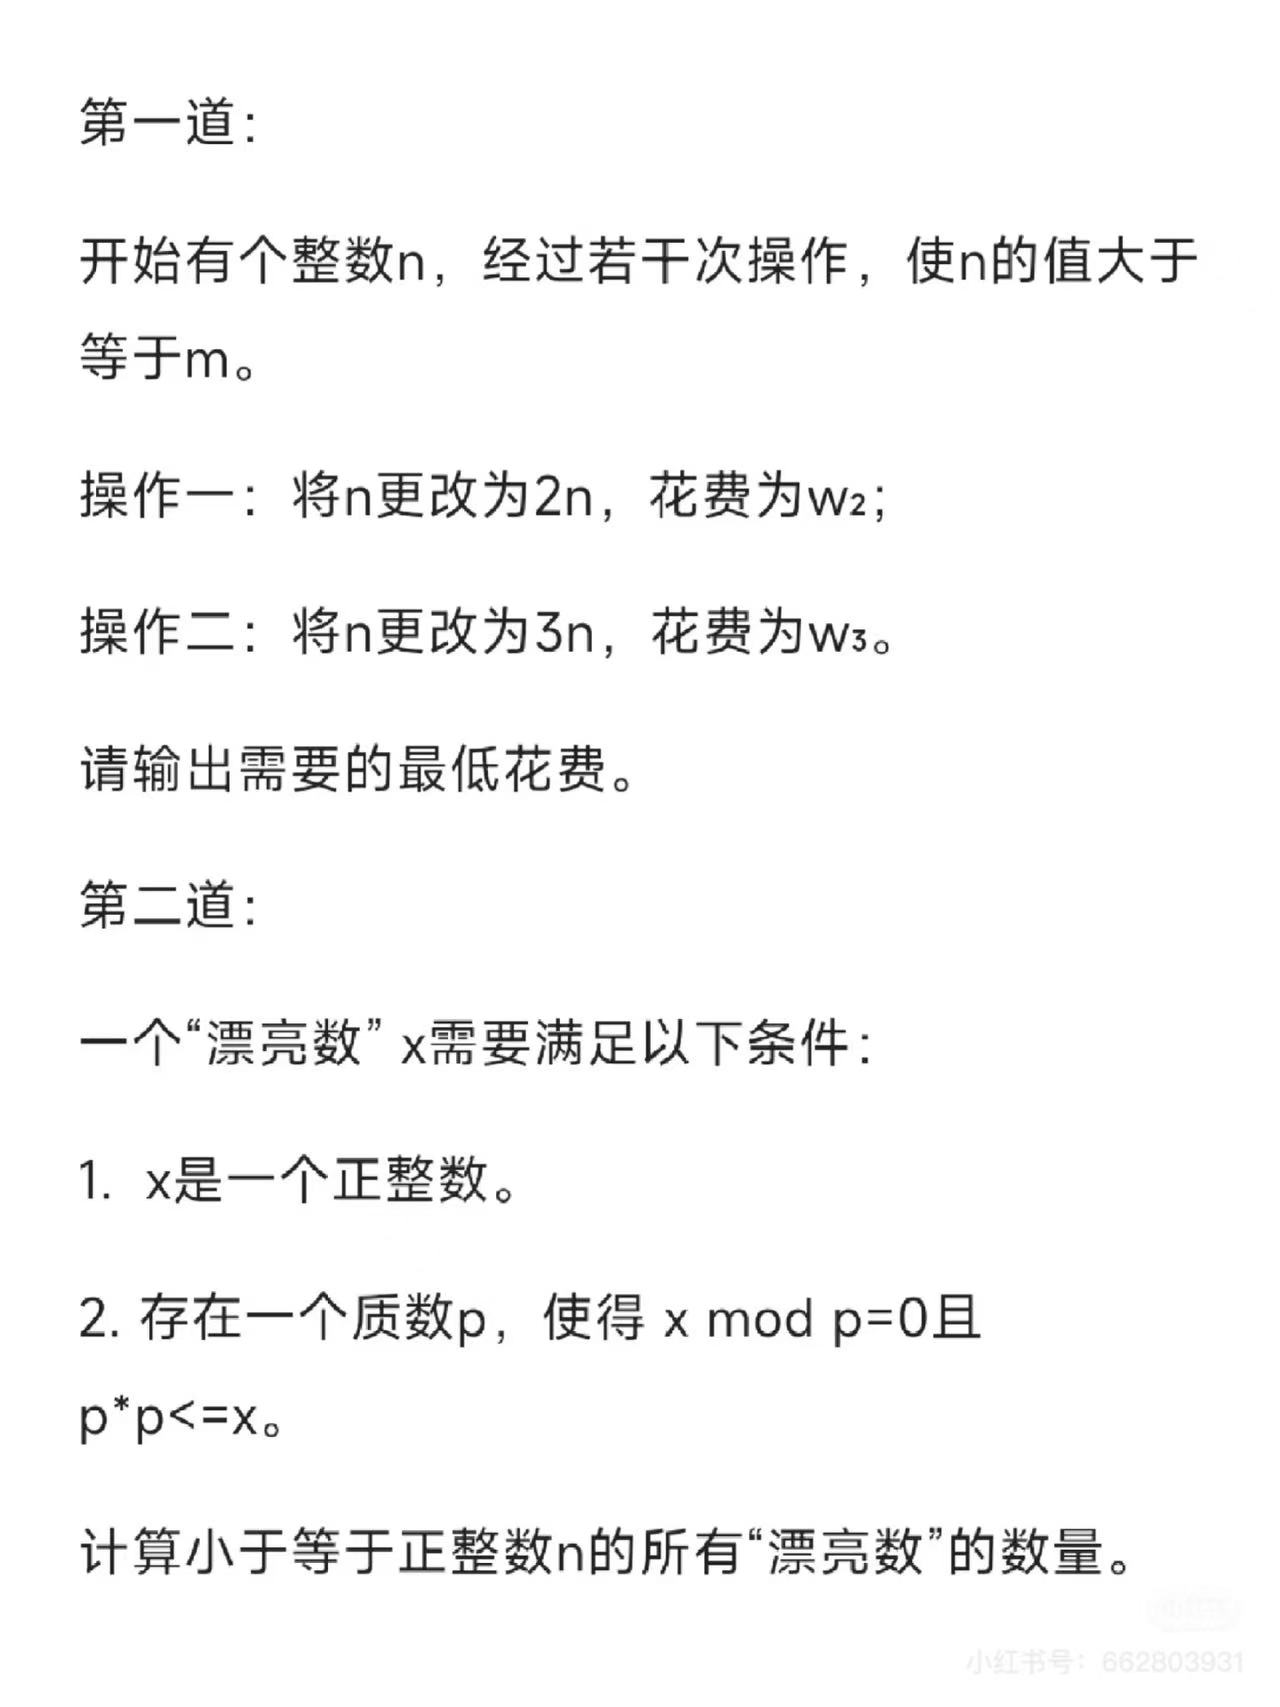 第一道：
开始有个整数n，经过若干次操作，使n的值大于
等于m。
操作一：将n更改为2n，花费为w₂；
操作二：将n更改为3n，花费为w₃。
请输出需要的最低花费。
第二道：
一个“漂亮数” x需要满足以下条件：
1. x是一个正整数。
2. 存在一个质数p，使得 x mod p=0且
p*p<=x。
计算小于等于正整数n的所有“漂亮数”的数量。
小红书号：662803931